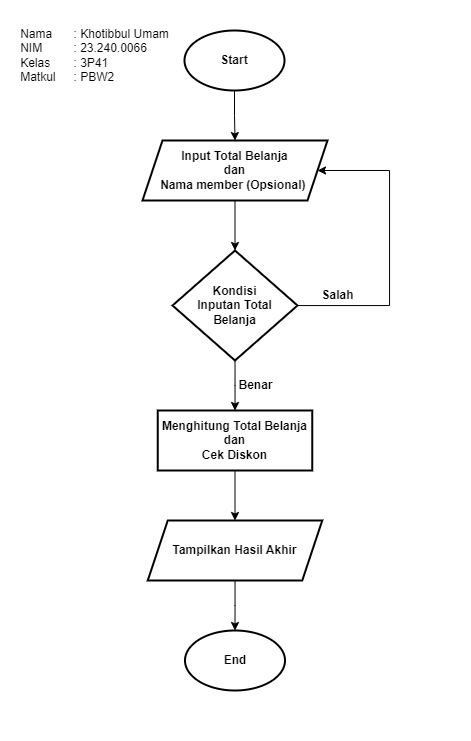 Nama : Khotibbul Umam
NIM : 23.240.0066
Kelas : 3P41
Matkul : PBW2
Start
Input Total Belanja
dan
Nama member (Opsional)
Kondisi
Inputan Total
Belanja
Salah
Benar
Menghitung Total Belanja
dan
Cek Diskon
Tampilkan Hasil Akhir
End